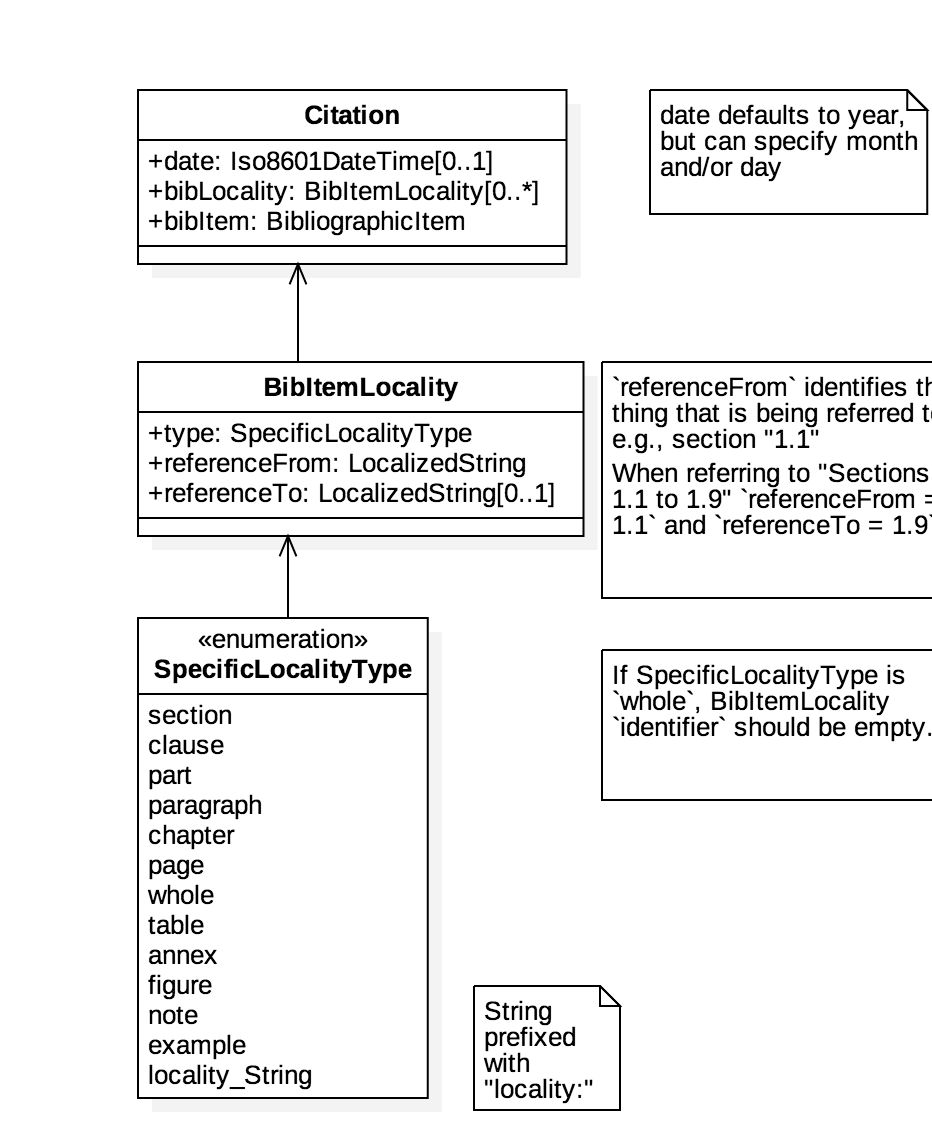 Citation
+date: Iso8601DateTime[0..1]
+bibLocality: BibItemLocality[0..*]
+bibItem: BibliographicItem
date defaults to year,
but can specify month
and/or day
BibItemLocality
+type: SpecificLocalityType
+referenceFrom: LocalizedString
+referenceTo: LocalizedString[0..1]
`referenceFrom` identifies
thing that is being referred
e.g., section "1.1"
When referring to "Sections
1.1 to 1.9" `referenceFrom =
1.1` and `referenceTo = 1.9`
«enumeration»
SpecificLocalityType
section
clause
part
paragraph
chapter
page
whole
table
annex
figure
note
example
locality_String
If SpecificLocalityType is
`whole`, BibItemLocality
`identifier` should be empty.
String
prefixed
with
"locality:"